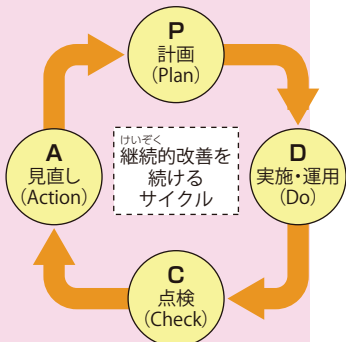 P
計画
(Plan)
D
実施・運用
(Do)
C
点検
(Check)
A
見直し
(Action)
けいぞく
継続的改善を
続ける
サイクル